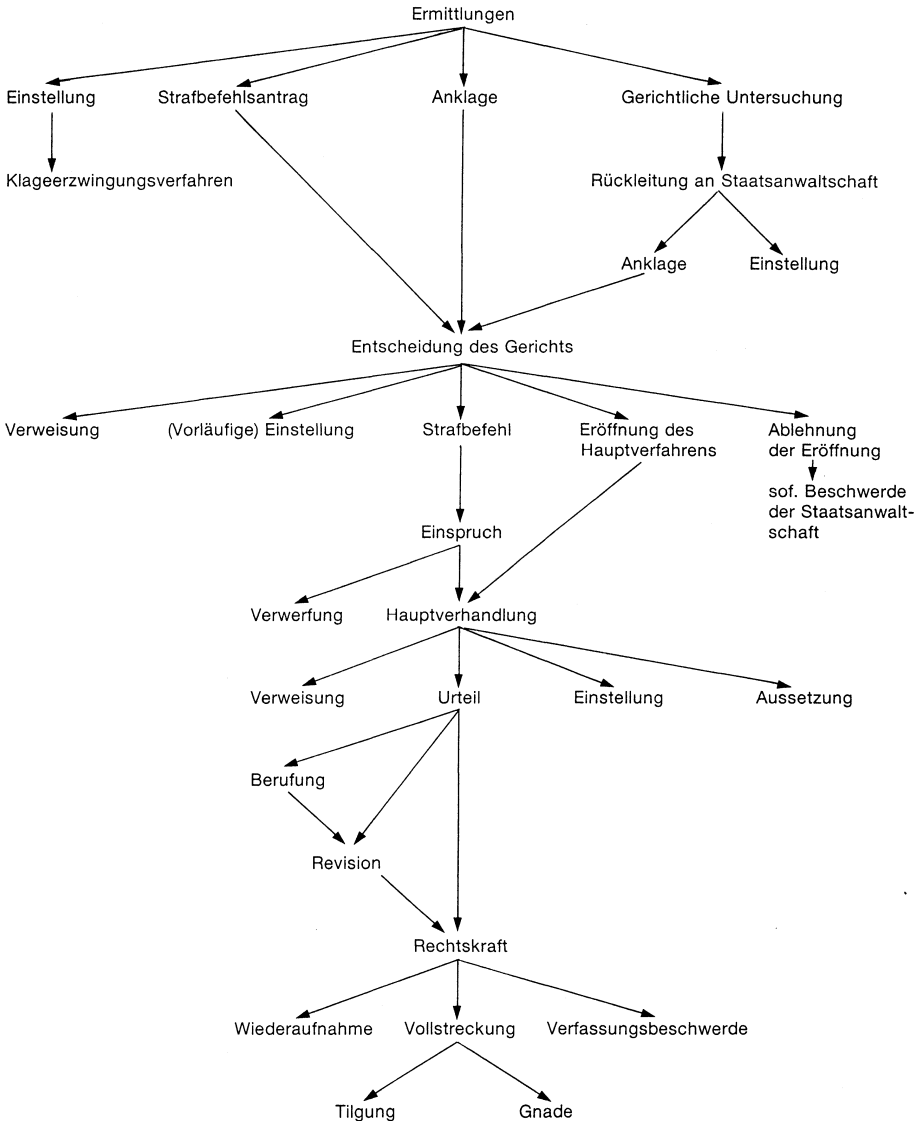 Ermittlungen
Einstellung
Strafbefehlsantrag
Anklage
Gerichtliche Untersuchung
Klageerzwingungsverfahren
Rückleitung an Staatsanwaltschaft
Anklage
Einstellung
Entscheidung des Gerichts
Verweisung
(Vorläufige) Einstellung
Strafbefehl
Eröffnung des
Hauptverfahrens
Ablehnung
der Eröffnung
sof. Beschwerde
der Staatsanwalt-
schaft
Einspruch
Verwerfung
Hauptverhandlung
Verweisung
Urteil
Einstellung
Aussetzung
Berufung
Revision
Rechtskraft
Wiederaufnahme
Vollstreckung
Verfassungsbeschwerde
Tilgung
Gnade